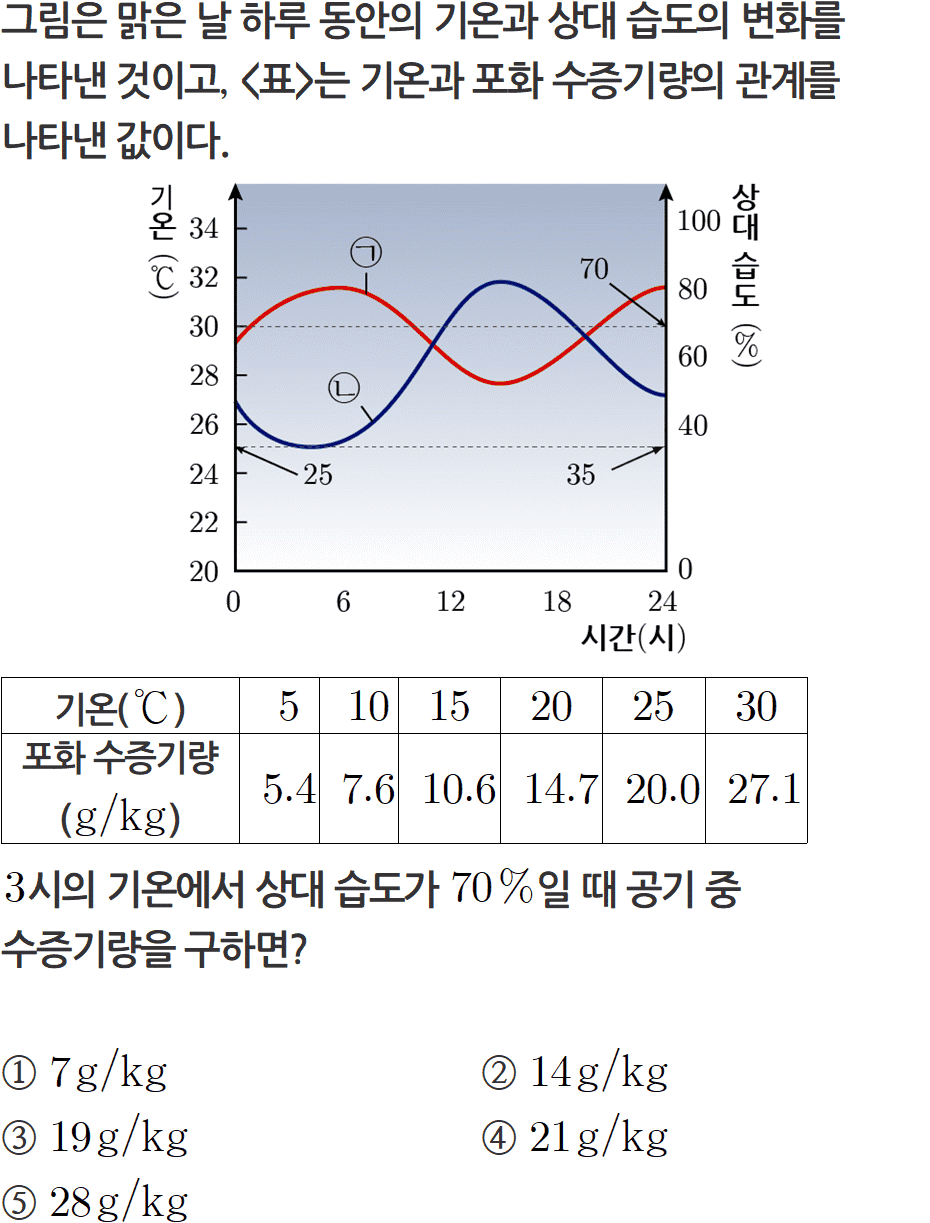 그림은 맑은 날 하루 동안의 기온과 상대 습도의 변화를
나타낸 것이고, <표>는 기온과 포화 수증기량의 관계를
나타낸 값이다.
기온(℃)
상대 습도(%)
34
32
30
28
26
24
22
20
100
80
60
40
0
㉠
㉡
70
25
35
0 6 12 18 24
시간(시)
기온(℃) 5 10 15 20 25 30
포화 수증기량
(g/kg) 5.4 7.6 10.6 14.7 20.0 27.1
3시의 기온에서 상대 습도가 70%일 때 공기 중
수증기량을 구하면?
① 7g/kg ② 14g/kg
③ 19g/kg ④ 21g/kg
⑤ 28g/kg